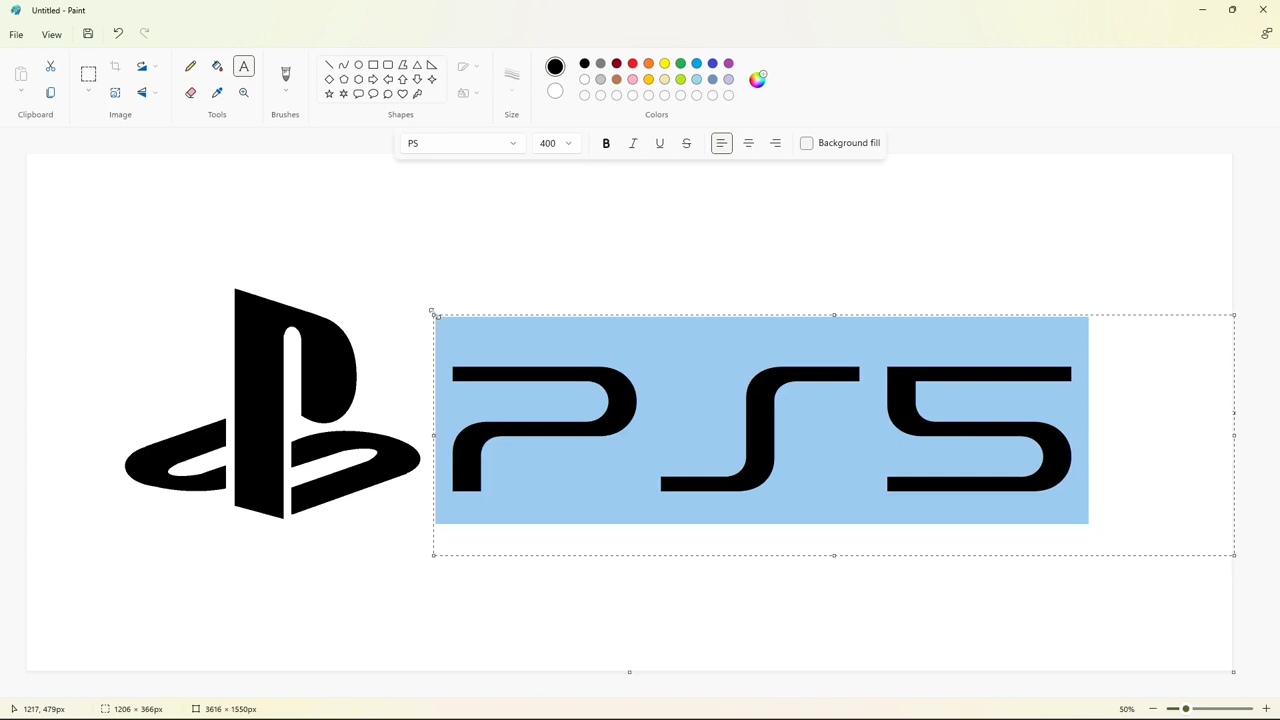 Untitled - Paint
File View
A
Clipboard Image Tools Brushes Shapes Size Colors
PS 400 B I U S Background fill
PS5
1217, 479px 1206 × 366px 3616 × 1550px 50%